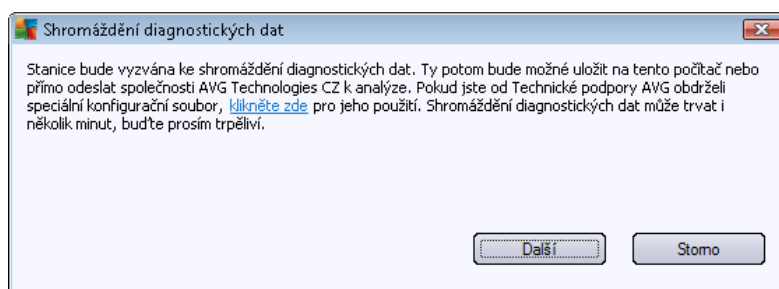 Shromáždění diagnostických dat
Stanice bude vyzvána ke shromáždění diagnostických dat. Ty potom bude možné uložit na tento počítač nebo
přímo odeslat společnosti AVG Technologies CZ k analýze. Pokud jste od Technické podpory AVG obdrželi
speciální konfigurační soubor, klikněte zde pro jeho použití. Shromáždění diagnostických dat může trvat i
několik minut, buďte prosím trpěliví.
Další Storno